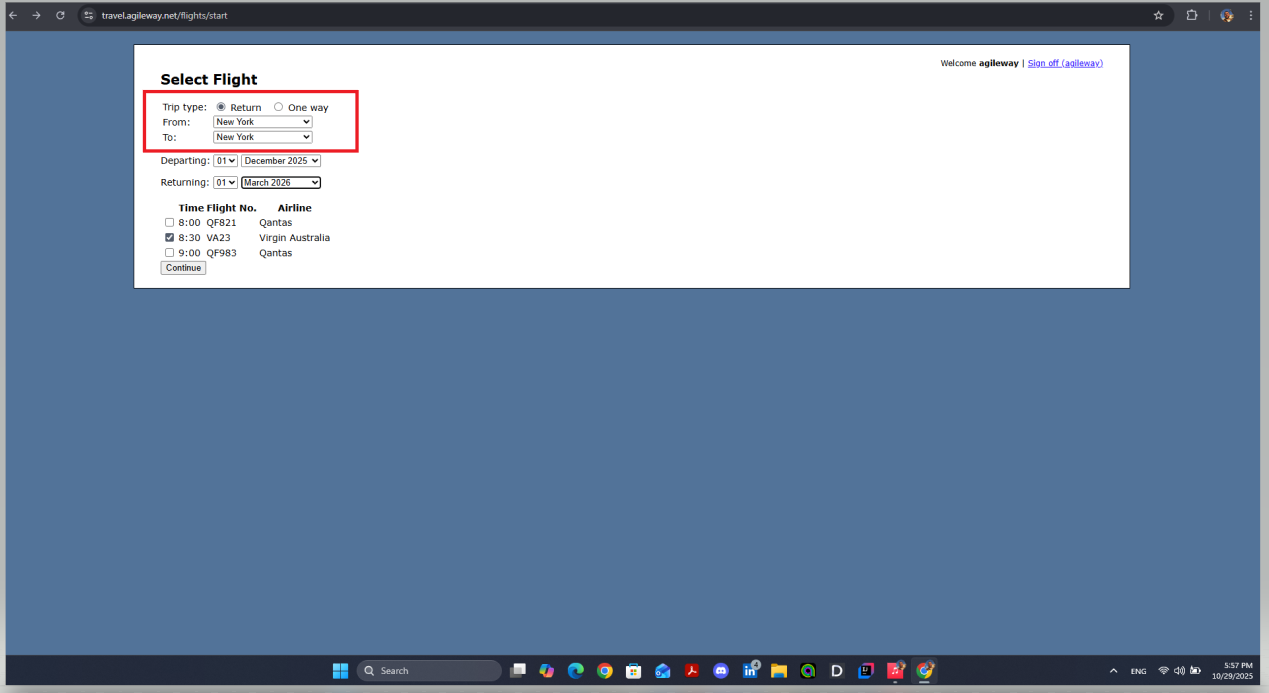 travel.agileway.net/flights/start
Welcome agileway | Sign off (agileway)
Select Flight
Trip type: Return One way
From: New York
To: New York
Departing: 01 December 2025
Returning: 01 March 2026
Time Flight No. Airline
8:00 QF821 Qantas
8:30 VA23 Virgin Australia
9:00 QF983 Qantas
Continue
Search
in 4
D
IJ
ENG
5:57 PM
10/29/2025